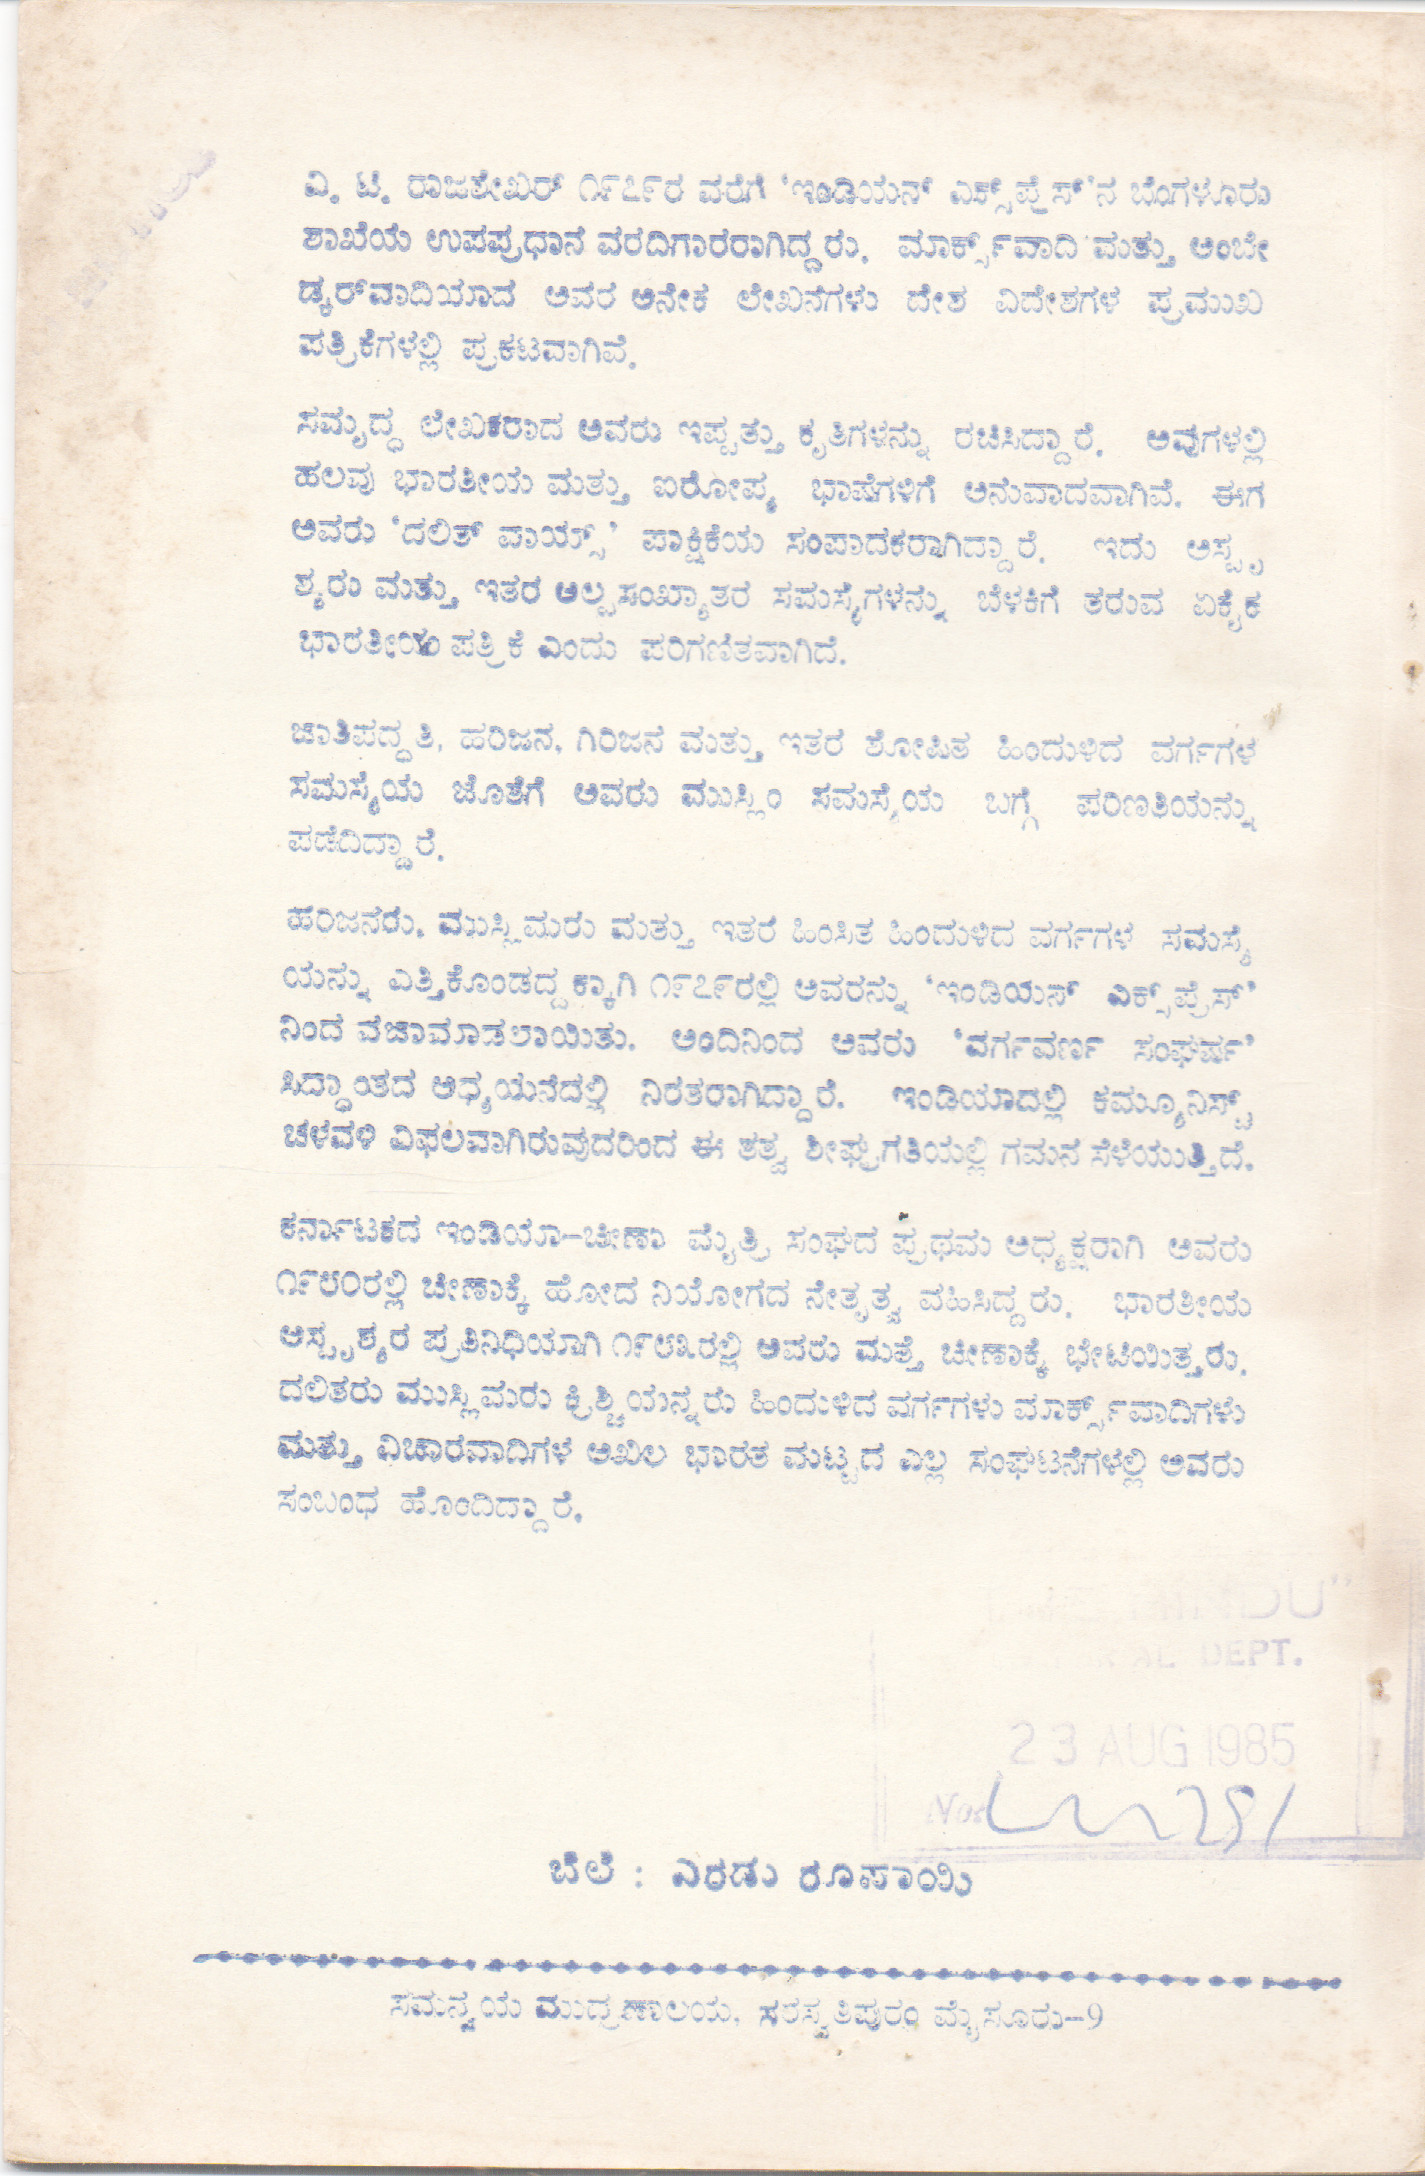 ವಿ. ಟಿ. ರಾಜಶೇಖರ್ ೧೯೭೯ರ ವರೆಗೆ 'ಇಂಡಿಯನ್ ಎಕ್ಸ್‌ಪ್ರೆಸ್'ನ ಬೆಂಗಳೂರು
ಶಾಖೆಯ ಉಪಪ್ರಧಾನ ವರದಿಗಾರರಾಗಿದ್ದರು. ಮಾರ್ಕ್ಸ್‌ವಾದಿ ಮತ್ತು ಅಂಬೇ
ಡ್ಕರ್‌ವಾದಿಯಾದ ಅವರ ಅನೇಕ ಲೇಖನಗಳು ದೇಶ ವಿದೇಶಗಳ ಪ್ರಮುಖ
ಪತ್ರಿಕೆಗಳಲ್ಲಿ ಪ್ರಕಟವಾಗಿವೆ.
ಸಮೃದ್ಧ ಲೇಖಕರಾದ ಅವರು ಇಪ್ಪತ್ತು ಕೃತಿಗಳನ್ನು ರಚಿಸಿದ್ದಾರೆ. ಅವುಗಳಲ್ಲಿ
ಹಲವು ಭಾರತೀಯ ಮತ್ತು ಐರೋಪ್ಯ ಭಾಷೆಗಳಿಗೆ ಅನುವಾದವಾಗಿವೆ. ಈಗ
ಅವರು 'ದಲಿತ್ ವಾಯ್ಸ್' ಪಾಕ್ಷಿಕೆಯ ಸಂಪಾದಕರಾಗಿದ್ದಾರೆ. ಇದು ಅಸ್ಪೃ
ಶ್ಯರು ಮತ್ತು ಇತರ ಅಲ್ಪಸಂಖ್ಯಾತರ ಸಮಸ್ಯೆಗಳನ್ನು ಬೆಳಕಿಗೆ ತರುವ ಏಕೈಕ
ಭಾರತೀಯ ಪತ್ರಿಕೆ ಎಂದು ಪರಿಗಣಿತವಾಗಿದೆ.
ಜಾತಿಪದ್ಧತಿ, ಹರಿಜನ, ಗಿರಿಜನ ಮತ್ತು ಇತರ ಶೋಷಿತ ಹಿಂದುಳಿದ ವರ್ಗಗಳ
ಸಮಸ್ಯೆಯ ಜೊತೆಗೆ ಅವರು ಮುಸ್ಲಿಂ ಸಮಸ್ಯೆಯ ಬಗ್ಗೆ ಪರಿಣತಿಯನ್ನು
ಪಡೆದಿದ್ದಾರೆ.
ಹರಿಜನರು, ಮುಸ್ಲಿಮರು ಮತ್ತು ಇತರೆ ಹಿಂಸಿತ ಹಿಂದುಳಿದ ವರ್ಗಗಳ ಸಮಸ್ಯೆ
ಯನ್ನು ಎತ್ತಿಕೊಂಡದ್ದಕ್ಕಾಗಿ ೧೯೭೯ರಲ್ಲಿ ಅವರನ್ನು 'ಇಂಡಿಯನ್ ಎಕ್ಸ್‌ಪ್ರೆಸ್'
ನಿಂದ ವಜಾಮಾಡಲಾಯಿತು. ಅಂದಿನಿಂದ ಅವರು 'ವರ್ಗವರ್ಣ ಸಂಘರ್ಷ'
ಸಿದ್ಧಾಂತದ ಅಧ್ಯಯನದಲ್ಲಿ ನಿರತರಾಗಿದ್ದಾರೆ. ಇಂಡಿಯಾದಲ್ಲಿ ಕಮ್ಯೂನಿಸ್ಟ್
ಚಳವಳಿ ವಿಫಲವಾಗಿರುವುದರಿಂದ ಈ ತತ್ವ ಶೀಘ್ರಗತಿಯಲ್ಲಿ ಗಮನ ಸೆಳೆಯುತ್ತಿದೆ.
ಕರ್ನಾಟಕದ ಇಂಡಿಯಾ–ಚೀಣಾ ಮೈತ್ರಿ ಸಂಘದ ಪ್ರಥಮ ಅಧ್ಯಕ್ಷರಾಗಿ ಅವರು
೧೯೮೦ರಲ್ಲಿ ಚೀಣಾಕ್ಕೆ ಹೋದ ನಿಯೋಗದ ನೇತೃತ್ವ ವಹಿಸಿದ್ದರು. ಭಾರತೀಯ
ಅಸ್ಪೃಶ್ಯರ ಪ್ರತಿನಿಧಿಯಾಗಿ ೧೯೮೩ರಲ್ಲಿ ಅವರು ಮತ್ತೆ ಚೀಣಾಕ್ಕೆ ಭೇಟಿಯಿತ್ತರು.
ದಲಿತರು ಮುಸ್ಲಿಮರು ಕ್ರಿಶ್ಚಿಯನ್ನರು ಹಿಂದುಳಿದ ವರ್ಗಗಳು ಮಾರ್ಕ್ಸ್‌ವಾದಿಗಳು
ಮತ್ತು ವಿಚಾರವಾದಿಗಳ ಅಖಿಲ ಭಾರತ ಮಟ್ಟದ ಎಲ್ಲ ಸಂಘಟನೆಗಳಲ್ಲಿ ಅವರು
ಸಂಬಂಧ ಹೊಂದಿದ್ದಾರೆ.
HINDU"
DEPT.
23 AUG 1985
No:
ಬೆಲೆ : ಎರಡು ರೂಪಾಯಿ
ಸಮನ್ವಯ ಮುದ್ರಣಾಲಯ, ಸರಸ್ವತಿಪುರಂ ಮೈಸೂರು–9